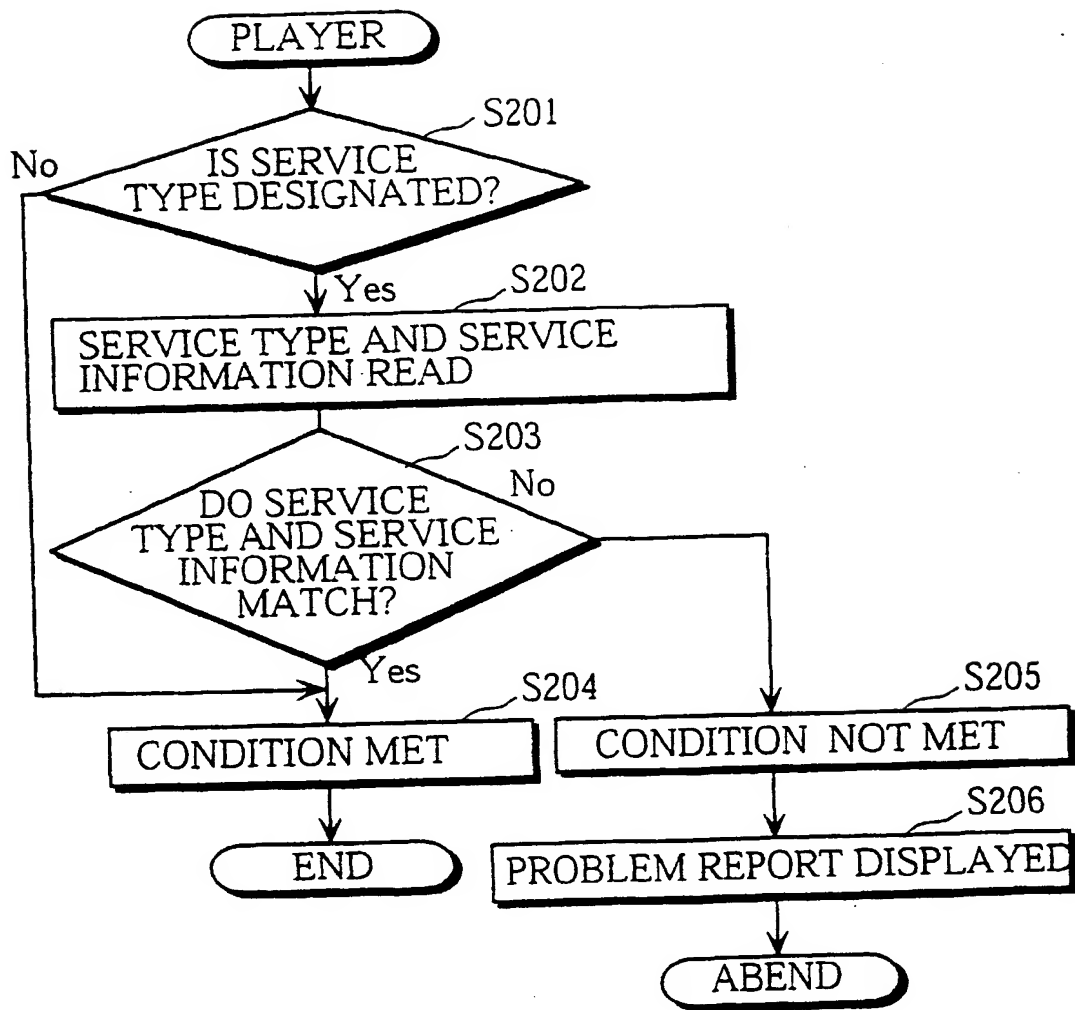 PLAYER
S201
No
IS SERVICE
TYPE DESIGNATED?
Yes
S202
SERVICE TYPE AND SERVICE
INFORMATION READ
S203
No
DO SERVICE
TYPE AND SERVICE
INFORMATION
MATCH?
Yes
S204
CONDITION MET
S205
CONDITION NOT MET
S206
END
PROBLEM REPORT DISPLAYED
ABEND